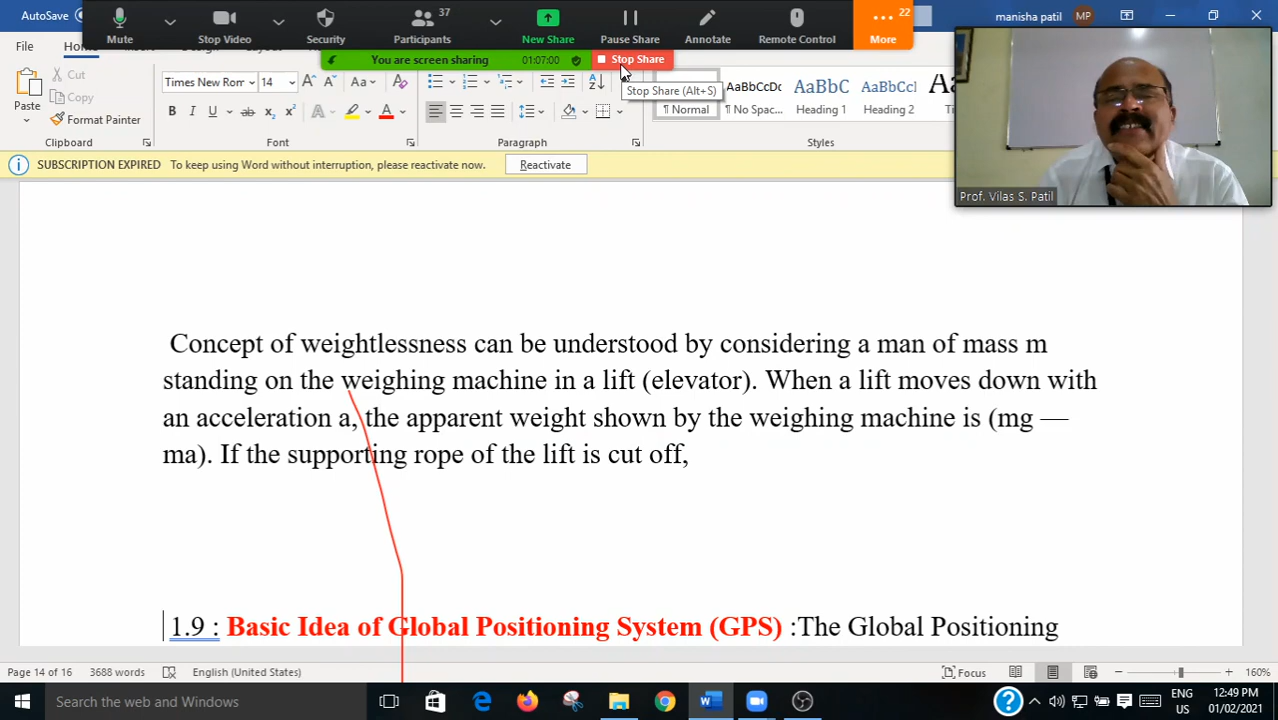 AutoSave
37
22
manisha patil MP
Mute Stop Video Security Participants New Share Pause Share Annotate Remote Control More
You are screen sharing 01:07:00 Stop Share
Stop Share (Alt+S)
File
Cut
Copy
Paste
Format Painter
Times New Rom 14 Aa
B I U ab x2 x2 A
AaBbCcDc AaBbC AaBbCcI
¶ Normal ¶ No Spac... Heading 1 Heading 2
Clipboard Font Paragraph Styles
SUBSCRIPTION EXPIRED To keep using Word without interruption, please reactivate now. Reactivate
Prof. Vilas S. Patil
Concept of weightlessness can be understood by considering a man of mass m
standing on the weighing machine in a lift (elevator). When a lift moves down with
an acceleration a, the apparent weight shown by the weighing machine is (mg —
ma). If the supporting rope of the lift is cut off,
1.9 : Basic Idea of Global Positioning System (GPS) :The Global Positioning
Page 14 of 16 3688 words English (United States) Focus 160%
Search the web and Windows
ENG
US
12:49 PM
01/02/2021